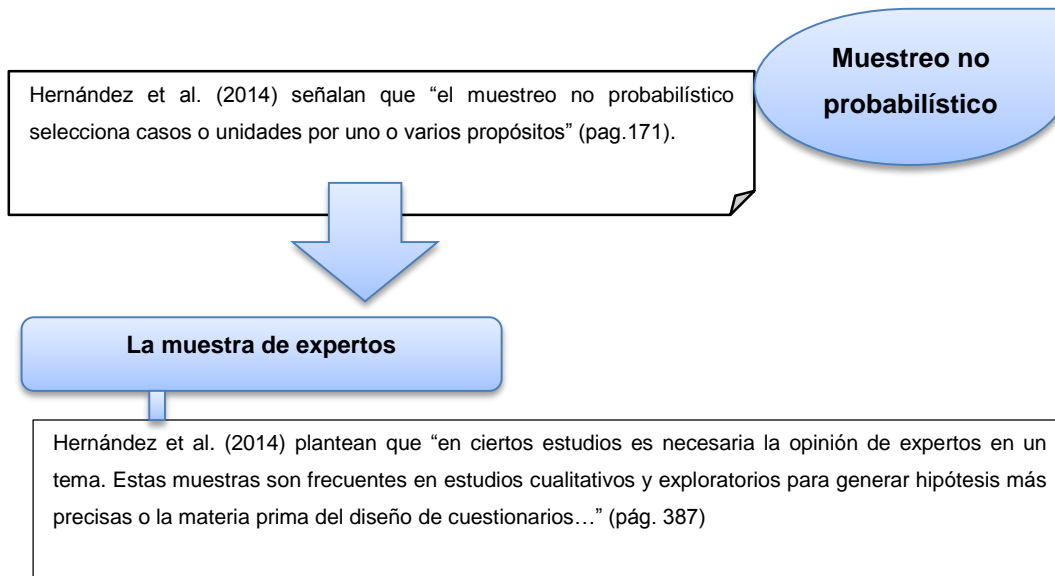 Muestreo no
probabilístico
Hernández et al. (2014) señalan que “el muestreo no probabilístico
selecciona casos o unidades por uno o varios propósitos” (pag.171).
La muestra de expertos
Hernández et al. (2014) plantean que “en ciertos estudios es necesaria la opinión de expertos en un
tema. Estas muestras son frecuentes en estudios cualitativos y exploratorios para generar hipótesis más
precisas o la materia prima del diseño de cuestionarios…” (pág. 387)